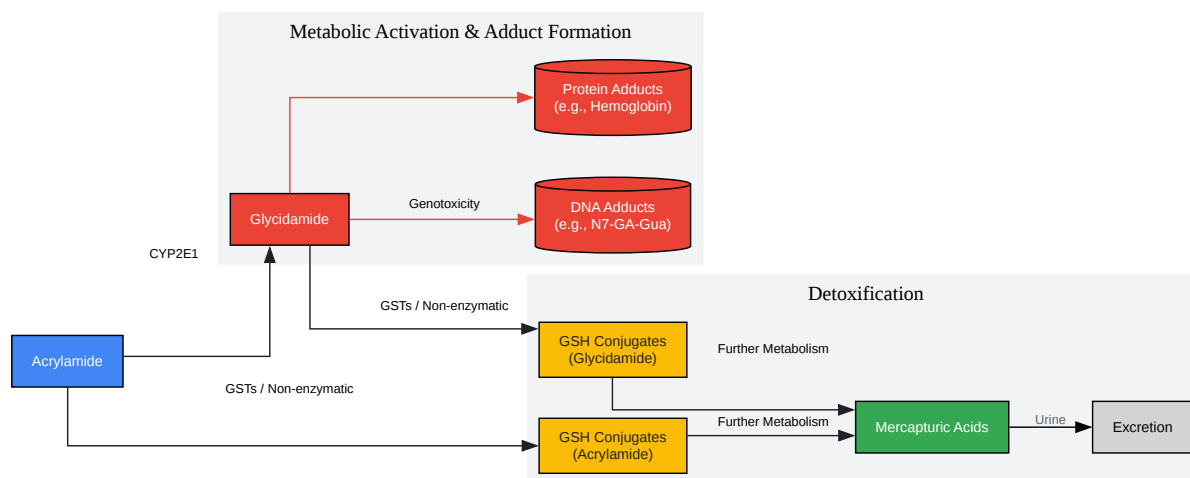 Metabolic Activation & Adduct Formation
Protein Adducts
(e.g., Hemoglobin)
Glycidamide
Genotoxicity
DNA Adducts
(e.g., N7-GA-Gua)
CYP2E1
Detoxification
GSTs / Non-enzymatic
GSH Conjugates
(Glycidamide)
Further Metabolism
Acrylamide
GSTs / Non-enzymatic
GSH Conjugates
(Acrylamide)
Further Metabolism
Mercapturic Acids
Urine
Excretion